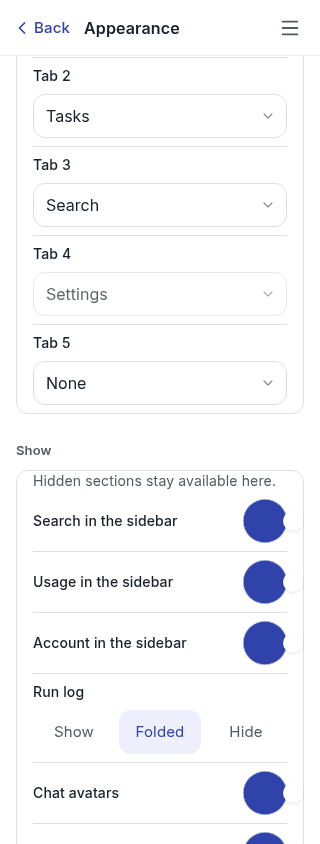 Back Appearance
Tab 2
Tasks
Tab 3
Search
Tab 4
Settings
Tab 5
None
Show
Hidden sections stay available here.
Search in the sidebar
Usage in the sidebar
Account in the sidebar
Run log
Show Folded Hide
Chat avatars